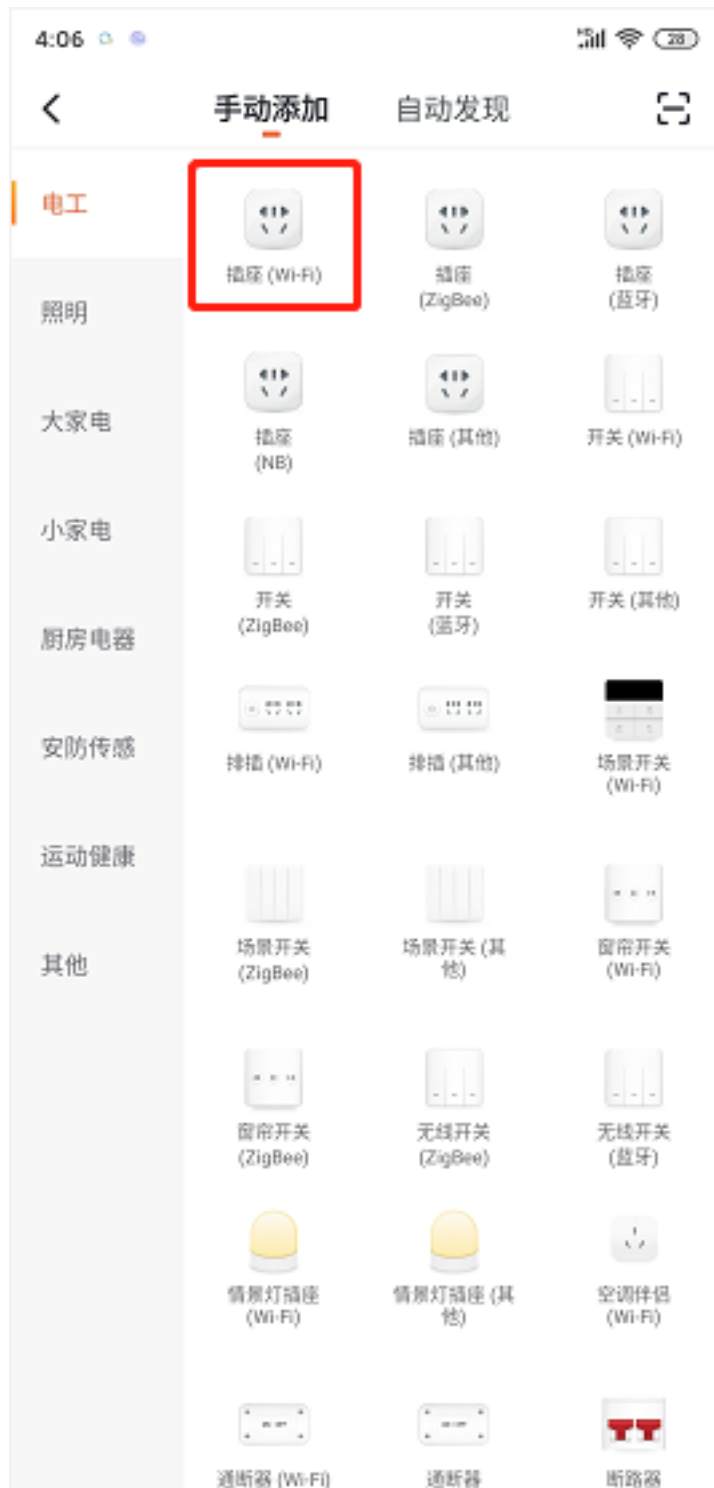 4:06
28
手动添加
自动发现
电工
照明
大家电
小家电
厨房电器
安防传感
运动健康
其他
插座 (Wi-Fi)
插座
(ZigBee)
插座
(蓝牙)
插座
(NB)
插座 (其他)
开关 (Wi-Fi)
开关
(ZigBee)
开关
(蓝牙)
开关 (其他)
排插 (Wi-Fi)
排插 (其他)
场景开关
(Wi-Fi)
场景开关
(ZigBee)
场景开关 (其
他)
窗帘开关
(Wi-Fi)
窗帘开关
(ZigBee)
无线开关
(ZigBee)
无线开关
(蓝牙)
情景灯插座
(Wi-Fi)
情景灯插座 (其
他)
空调伴侣
(Wi-Fi)
通断器 (Wi-Fi)
通断器
断路器